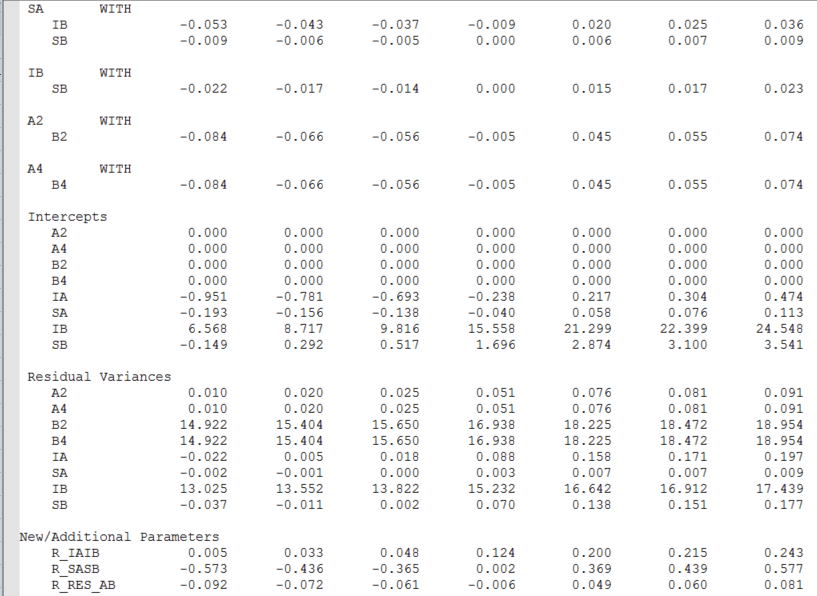 SA WITH
IB -0.053 -0.043 -0.037 -0.009 0.020 0.025 0.036
SB -0.009 -0.006 -0.005 0.000 0.006 0.007 0.009
IB WITH
SB -0.022 -0.017 -0.014 0.000 0.015 0.017 0.023
A2 WITH
B2 -0.084 -0.066 -0.056 -0.005 0.045 0.055 0.074
A4 WITH
B4 -0.084 -0.066 -0.056 -0.005 0.045 0.055 0.074
Intercepts
A2 0.000 0.000 0.000 0.000 0.000 0.000 0.000
A4 0.000 0.000 0.000 0.000 0.000 0.000 0.000
B2 0.000 0.000 0.000 0.000 0.000 0.000 0.000
B4 0.000 0.000 0.000 0.000 0.000 0.000 0.000
IA -0.951 -0.781 -0.693 -0.238 0.217 0.304 0.474
SA -0.193 -0.156 -0.138 -0.040 0.058 0.076 0.113
IB 6.568 8.717 9.816 15.558 21.299 22.399 24.548
SB -0.149 0.292 0.517 1.696 2.874 3.100 3.541
Residual Variances
A2 0.010 0.020 0.025 0.051 0.076 0.081 0.091
A4 0.010 0.020 0.025 0.051 0.076 0.081 0.091
B2 14.922 15.404 15.650 16.938 18.225 18.472 18.954
B4 14.922 15.404 15.650 16.938 18.225 18.472 18.954
IA -0.022 0.005 0.018 0.088 0.158 0.171 0.197
SA -0.002 -0.001 0.000 0.003 0.007 0.007 0.009
IB 13.025 13.552 13.822 15.232 16.642 16.912 17.439
SB -0.037 -0.011 0.002 0.070 0.138 0.151 0.177
New/Additional Parameters
R_IAIB 0.005 0.033 0.048 0.124 0.200 0.215 0.243
R_SASB -0.573 -0.436 -0.365 0.002 0.369 0.439 0.577
R_RES_AB -0.092 -0.072 -0.061 -0.006 0.049 0.060 0.081